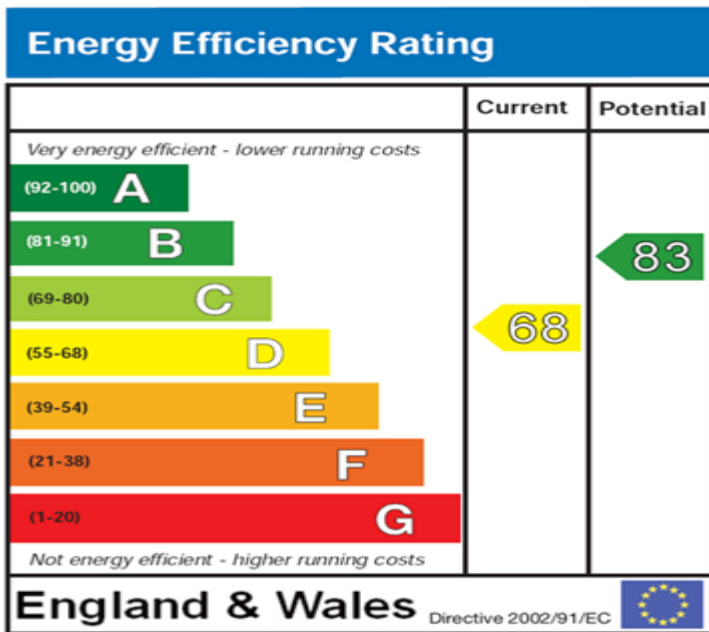 Energy Efficiency Rating
Current Potential
Very energy efficient - lower running costs
(92-100) A
(81-91) B
83
(69-80) C
68
(55-68) D
(39-54) E
(21-38) F
(1-20) G
Not energy efficient - higher running costs
England & Wales Directive 2002/91/EC